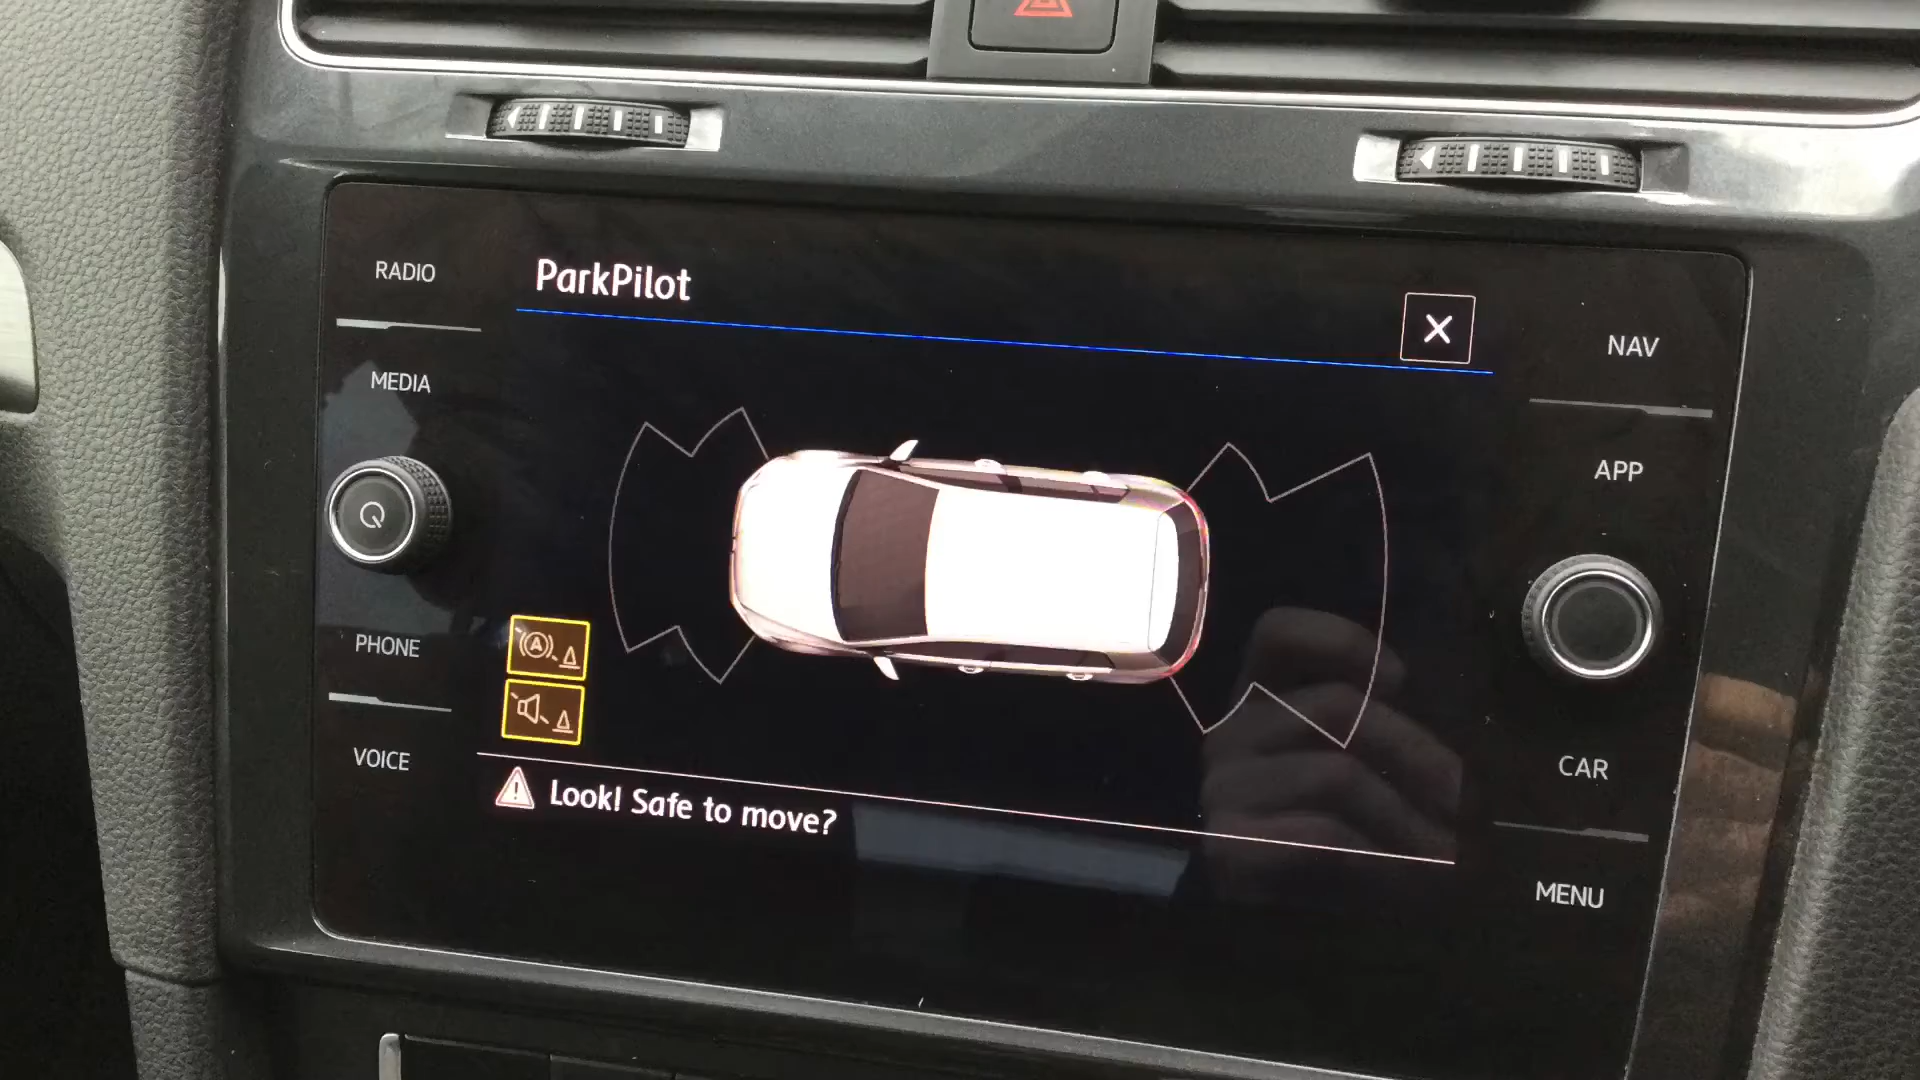 RADIO
ParkPilot
MEDIA
NAV
APP
PHONE
A
VOICE
Look! Safe to move?
CAR
MENU